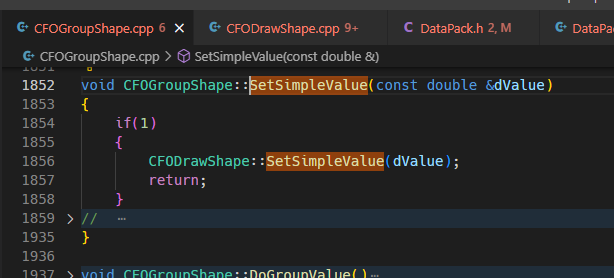 CFOGroupShape.cpp 6 × CFODrawShape.cpp 9+ C DataPack.h 2, M DataPa
CFOGroupShape.cpp > SetSimpleValue(const double &)
1852 void CFOGroupShape::SetSimpleValue(const double &dValue)
1853 {
1854 if(1)
1855 {
1856 CFODrawShape::SetSimpleValue(dValue);
1857 return;
1858 }
1859 > // ⋯
1935 }
1936
1937 > void CFOGroupShape::DoGroupValue()⋯